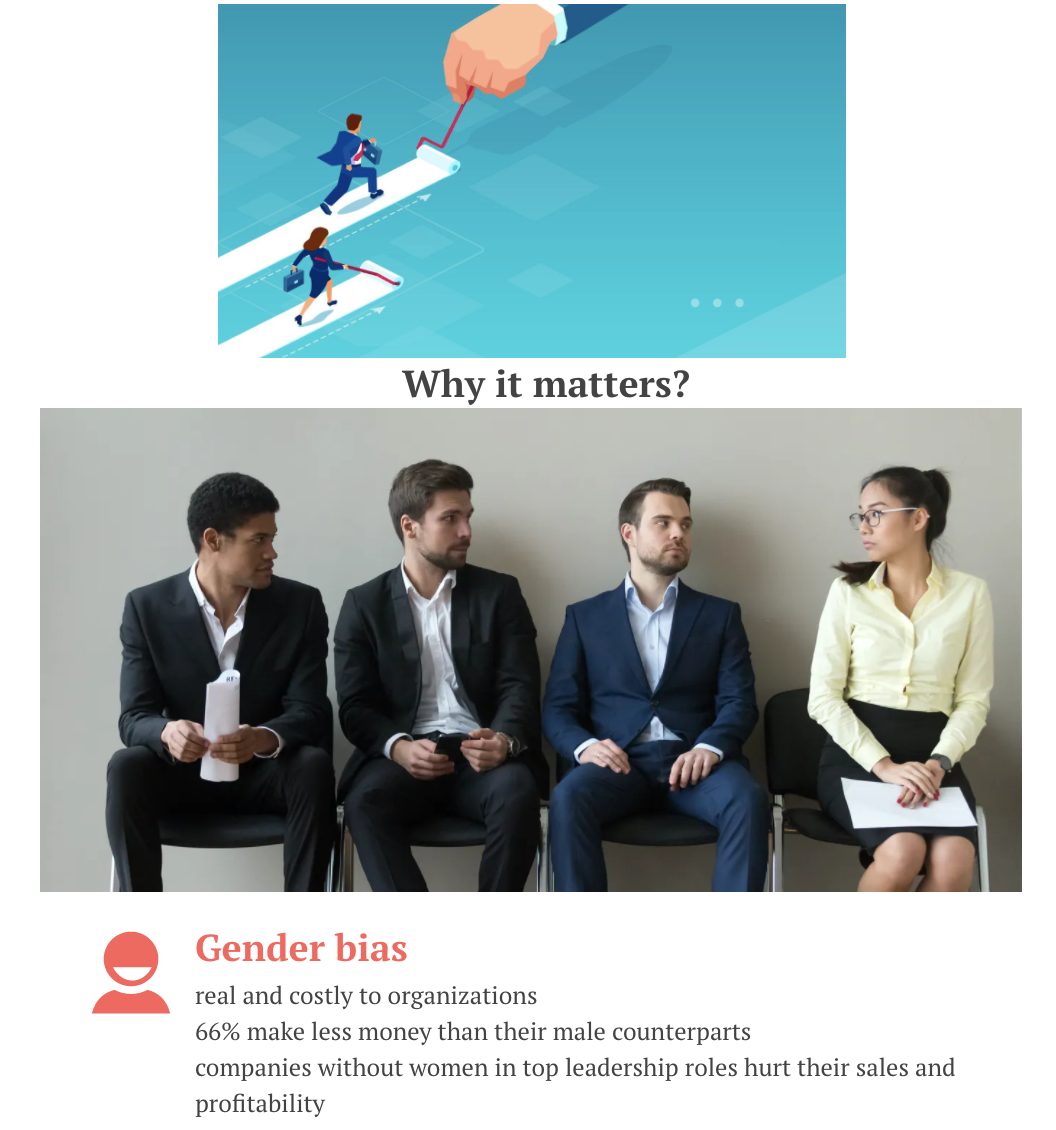 Why it matters?
Gender bias
real and costly to organizations
66% make less money than their male counterparts
companies without women in top leadership roles hurt their sales and
profitability